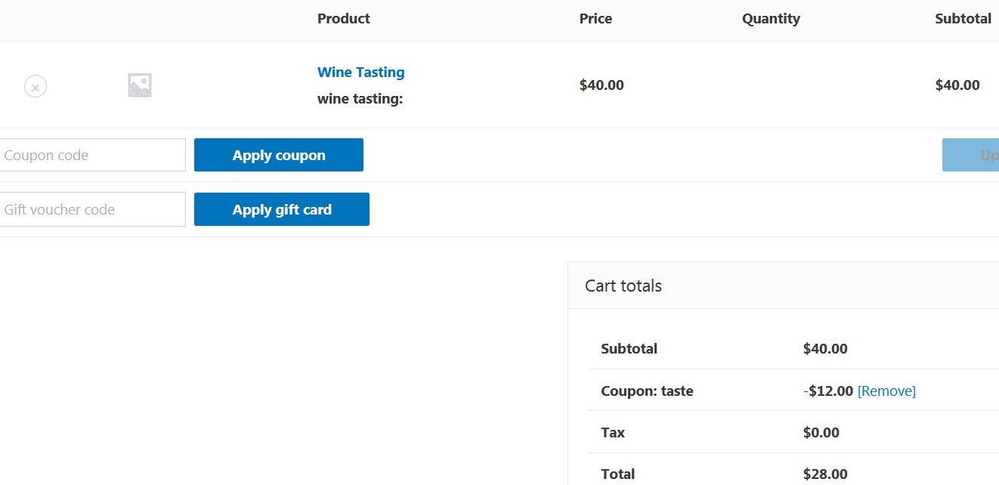 Product Price Quantity Subtotal
Wine Tasting
wine tasting:
$40.00 $40.00
Coupon code Apply coupon Up
Gift voucher code Apply gift card
Cart totals
Subtotal $40.00
Coupon: taste -$12.00 [Remove]
Tax $0.00
Total $28.00